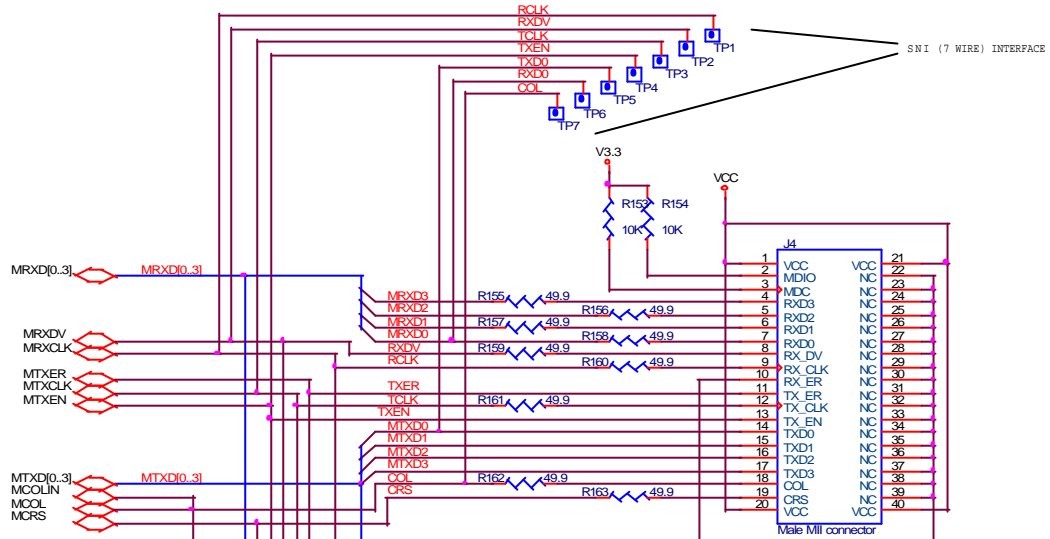 RCLK
RXDV
TCLK
TXEN
TXD0
RXD0
COL
TP1
TP2
TP3
TP4
TP5
TP6
TP7
SNI (7 WIRE) INTERFACE
V3.3
VCC
R153 R154
10K 10K
J4
MRXD[0..3] MRXD[0..3]
MRXDV
MRXCLK
MTXER
MTXCLK
MTXEN
MTXD[0..3] MTXD[0..3]
MCOLIN
MCOL
MCRS
1 VCC VCC 21
2 MDIO NC 22
3 MDC NC 23
MRXD3 R155 49.9 4 RXD3 NC 24
MRXD2 R156 49.9 5 RXD2 NC 25
MRXD1 R157 49.9 6 RXD1 NC 26
MRXD0 R158 49.9 7 RXD0 NC 27
RXDV R159 49.9 8 RX_DV NC 28
RCLK R160 49.9 9 RX_CLK NC 29
10 RX_ER NC 30
TXER 11 TX_ER NC 31
TCLK R161 49.9 12 TX_CLK NC 32
TXEN 13 TX_EN NC 33
MTXD0 14 TXD0 NC 34
MTXD1 15 TXD1 NC 35
MTXD2 16 TXD2 NC 36
MTXD3 17 TXD3 NC 37
COL R162 49.9 18 COL NC 38
CRS R163 49.9 19 CRS NC 39
20 VCC VCC 40
Male MII connector